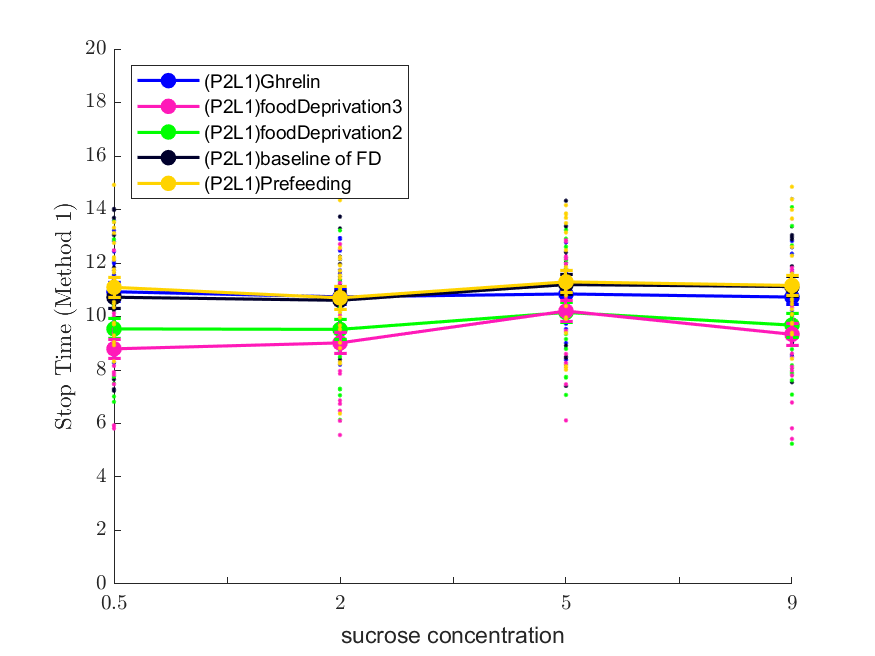 20
18
16
14
12
10
8
6
4
2
0
Stop Time (Method 1)
(P2L1)Ghrelin
(P2L1)foodDeprivation3
(P2L1)foodDeprivation2
(P2L1)baseline of FD
(P2L1)Prefeeding
0.5 2 5 9
sucrose concentration